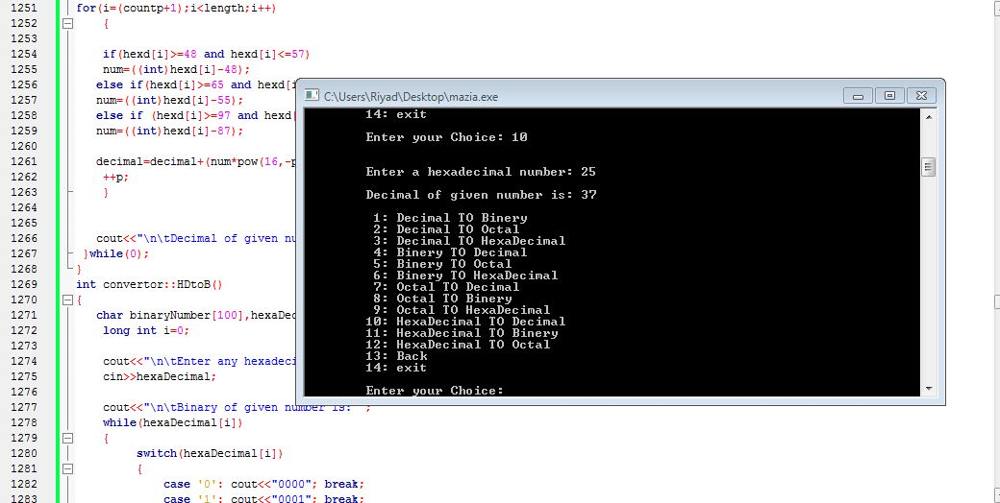 1251 for(i=(countp+1);i<length;i++)
1252 {
1253
1254 if(hexd[i]>=48 and hexd[i]<=57)
1255 num=((int)hexd[i]-48);
1256 else if(hexd[i]>=65 and hexd[i
1257 num=((int)hexd[i]-55);
1258 else if (hexd[i]>=97 and hexd[
1259 num=((int)hexd[i]-87);
1260
1261 decimal=decimal+(num*pow(16,-p
1262 ++p;
1263 }
1264
1265
1266 cout<<"\n\tDecimal of given nu
1267 }while(0);
1268 }
1269 int convertor::HDtoB()
1270 {
1271 char binaryNumber[100],hexaDec
1272 long int i=0;
1273
1274 cout<<"\n\tEnter any hexadeci
1275 cin>>hexaDecimal;
1276
1277 cout<<"\n\tBinary of given number is: ";
1278 while(hexaDecimal[i])
1279 {
1280 switch(hexaDecimal[i])
1281 {
1282 case '0': cout<<"0000"; break;
1283 case '1': cout<<"0001"; break;
C:\Users\Riyad\Desktop\mazia.exe
14: exit
Enter your Choice: 10
Enter a hexadecimal number: 25
Decimal of given number is: 37
1: Decimal TO Binery
2: Decimal TO Octal
3: Decimal TO HexaDecimal
4: Binery TO Decimal
5: Binery TO Octal
6: Binery TO HexaDecimal
7: Octal TO Decimal
8: Octal TO Binery
9: Octal TO HexaDecimal
10: HexaDecimal TO Decimal
11: HexaDecimal TO Binery
12: HexaDecimal TO Octal
13: Back
14: exit
Enter your Choice: